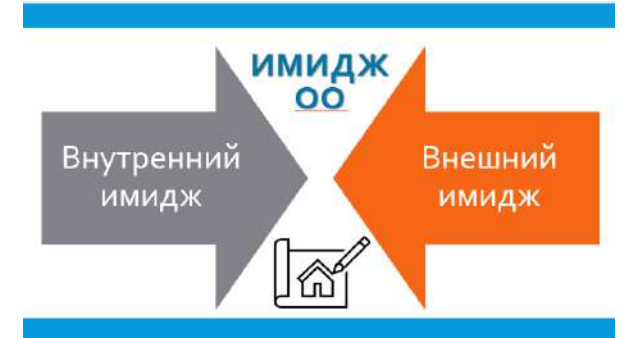 ИМИДЖ
ОО
Внутренний
имидж
Внешний
имидж